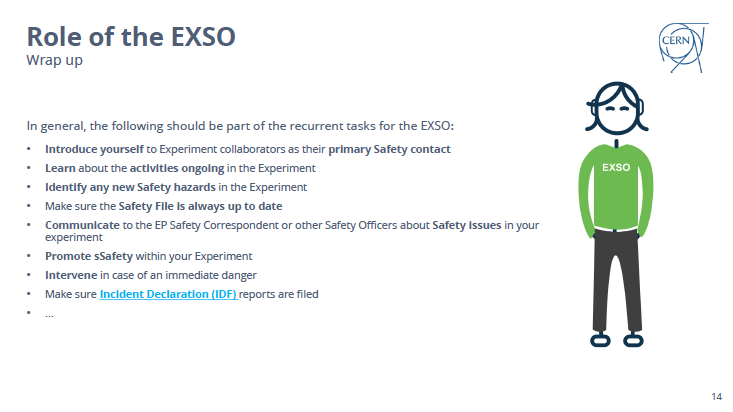 Role of the EXSO
Wrap up
CERN
In general, the following should be part of the recurrent tasks for the EXSO:
• Introduce yourself to Experiment collaborators as their primary Safety contact
• Learn about the activities ongoing in the Experiment
• Identify any new Safety hazards in the Experiment
• Make sure the Safety File is always up to date
• Communicate to the EP Safety Correspondent or other Safety Officers about Safety Issues in your
experiment
• Promote sSafety within your Experiment
• Intervene in case of an immediate danger
• Make sure Incident Declaration (IDF) reports are filed
• ...
EXSO
14